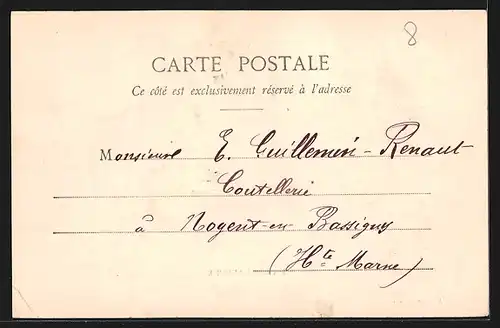 8
CARTE POSTALE
Ce côté est exclusivement réservé à l'adresse
Monsieur E. Guillemin-Renaut
Coutellerie
à Nogent-en-Bassigny
(Hte Marne)